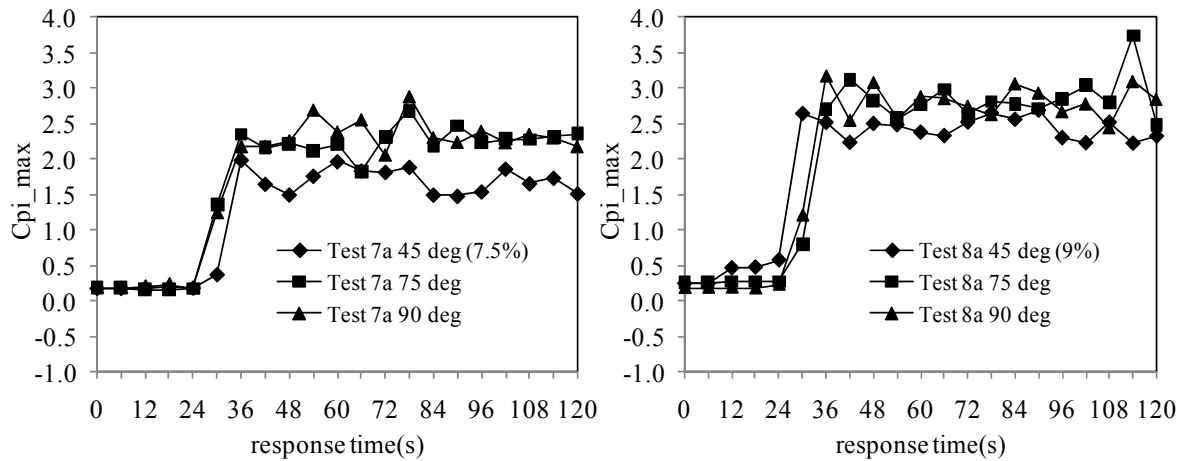 4.0
3.0
2.0
1.0
0.0
-1.0
3.5
2.5
1.5
0.5
-0.5
Cpi_max
0 12 24 36 48 60 72 84 96 108 120
response time(s)
Test 7a 45 deg (7.5%)
Test 7a 75 deg
Test 7a 90 deg
4.0
3.5
3.0
2.5
2.0
1.5
1.0
0.5
0.0
-0.5
-1.0
Cpi_max
0 12 24 36 48 60 72 84 96 108 120
response time(s)
Test 8a 45 deg (9%)
Test 8a 75 deg
Test 8a 90 deg